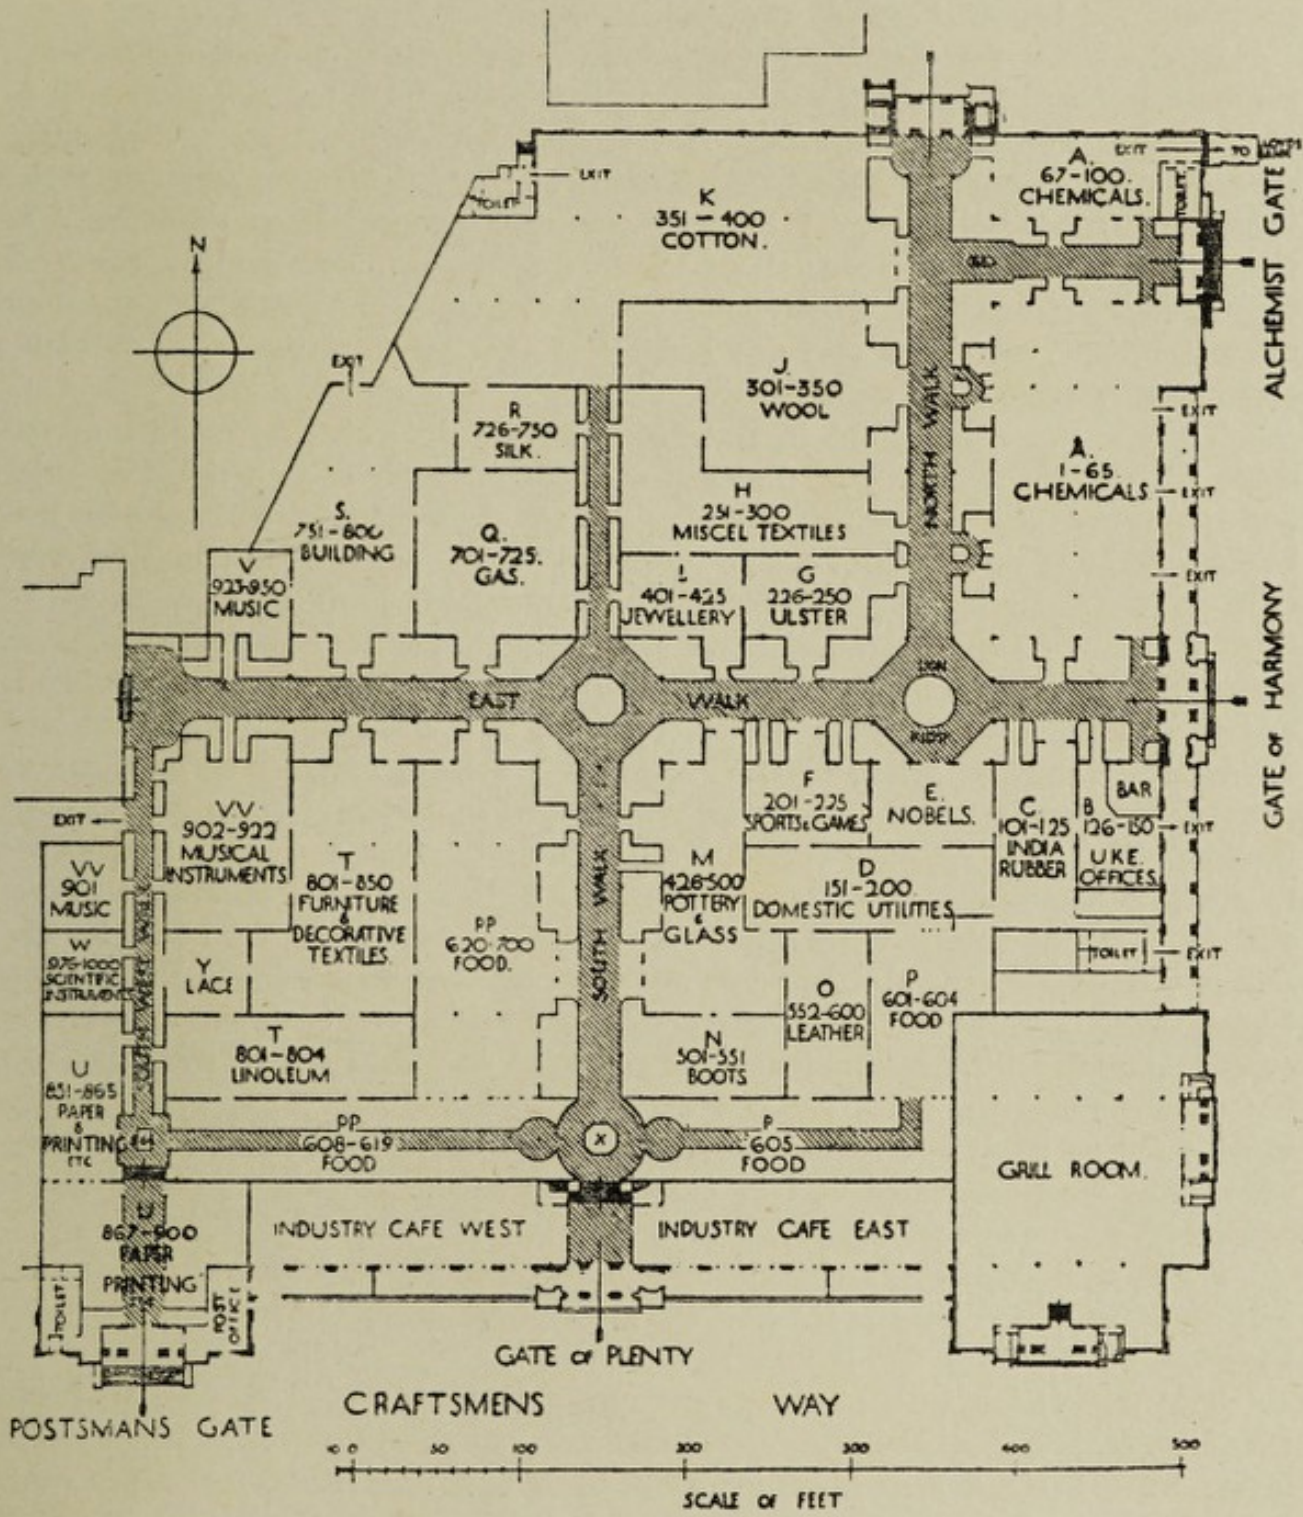 A.
67-100.
CHEMICALS.
EXIT
TO
TOILET
EXIT
TOILET
K
351-400
COTTON.
ALCHEMIST GATE
N
EXIT
J.
301-350
WOOL
NORTH WALK
R
726-750
SILK.
EXIT
A.
1-65.
CHEMICALS
EXIT
H
251-300
MISCEL TEXTILES
S.
751-800
BUILDING
Q.
701-725.
GAS.
V
923-950
MUSIC
L
401-425
JEWELLERY
G
226-250
ULSTER
EXIT
GATE OF HARMONY
EAST
WALK
BAR
F
201-225
SPORTS & GAMES
E.
NOBELS.
C
101-125
INDIA
RUBBER
B
126-150
EXIT
U.K.E.
OFFICES.
EXIT
VV
902-922
MUSICAL
INSTRUMENTS
T
801-850
FURNITURE
&
DECORATIVE
TEXTILES.
SOUTH WALK
M
426-500
POTTERY
&
GLASS
D
151-200.
DOMESTIC UTILITIES
VV
901
MUSIC
PP
620-700
FOOD.
W
976-1000
SCIENTIFIC
INSTRUMENTS
SOUTH WEST WALK
Y
LACE
TOILET
EXIT
O
552-600
LEATHER
P
601-604
FOOD
T
801-804
LINOLEUM
N
501-551
BOOTS
U
851-865
PAPER
&
PRINTING
ETC
PP
608-619
FOOD
X
P
605
FOOD
GRILL ROOM.
U
867-900
PAPER
PRINTING
INDUSTRY CAFE WEST
INDUSTRY CAFE EAST
TOILET
POST
OFFICE
GATE OF PLENTY
POSTSMANS GATE
CRAFTSMENS WAY
0 50 100 200 300 400 500
SCALE OF FEET